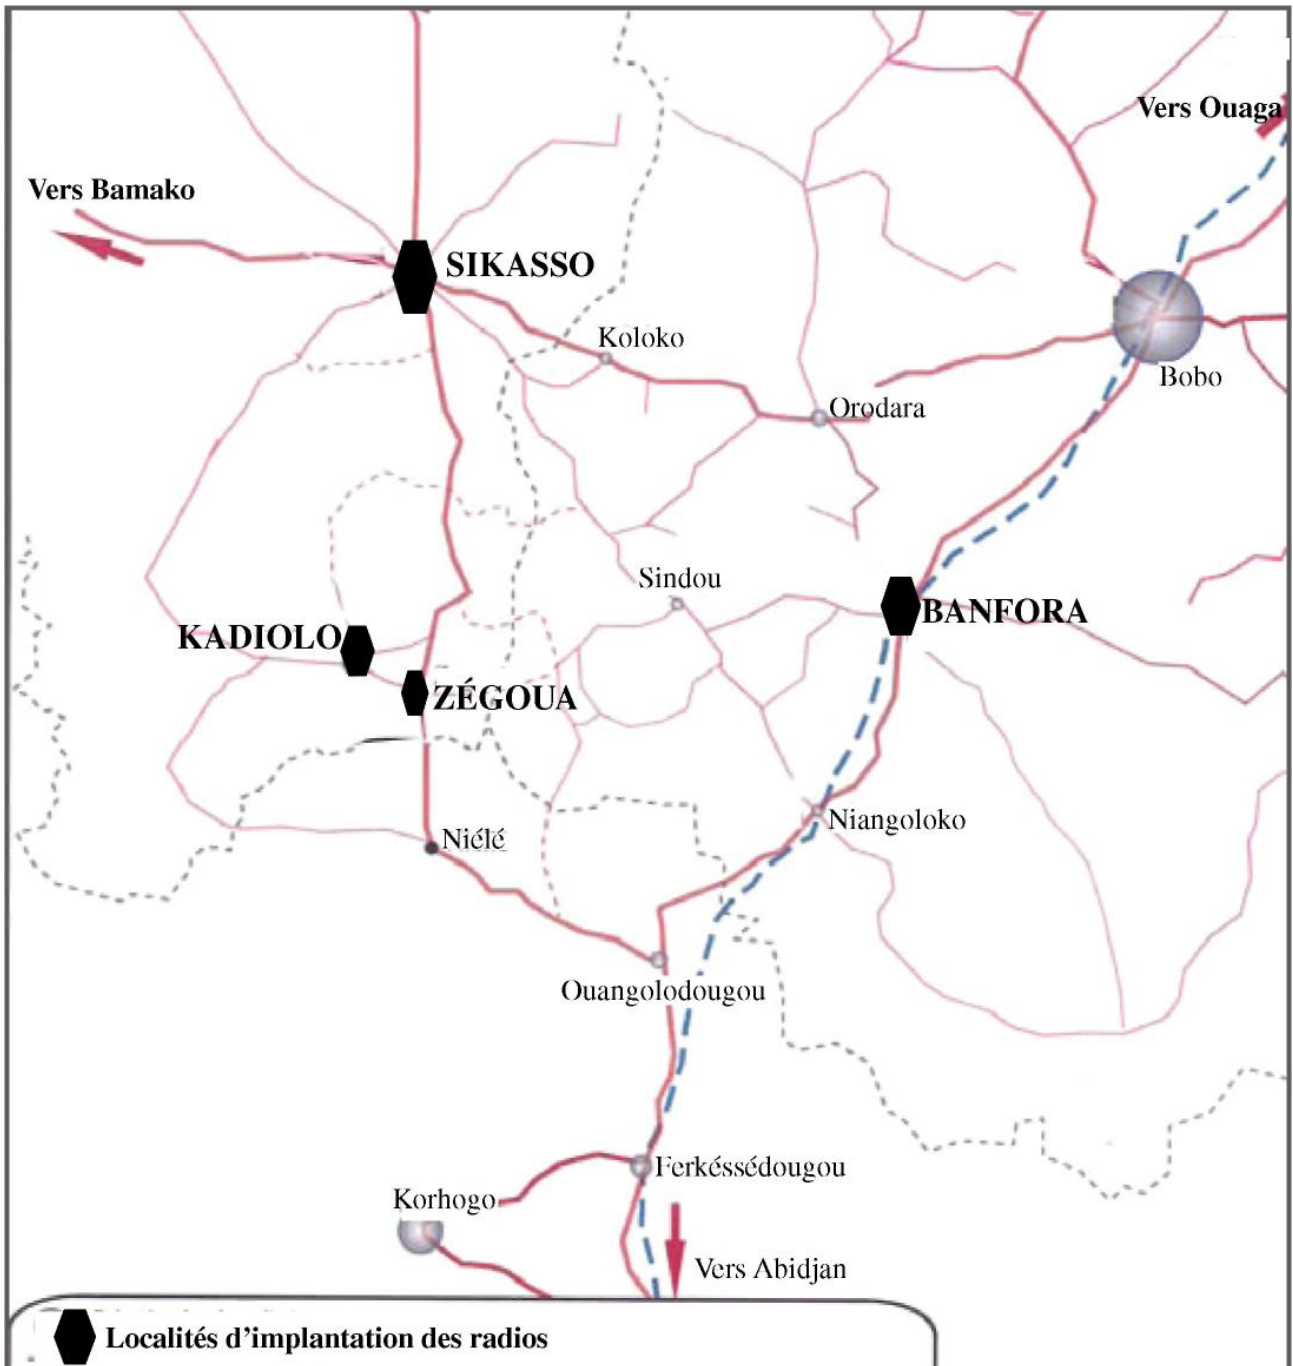 Vers Ouaga
Vers Bamako
SIKASSO
Koloko
Bobo
Orodara
Sindou
BANFORA
KADIOLO
ZÉGOUA
Niangoloko
Niélé
Ouangolodougou
Ferkéssédougou
Korhogo
Vers Abidjan
Localités d’implantation des radios